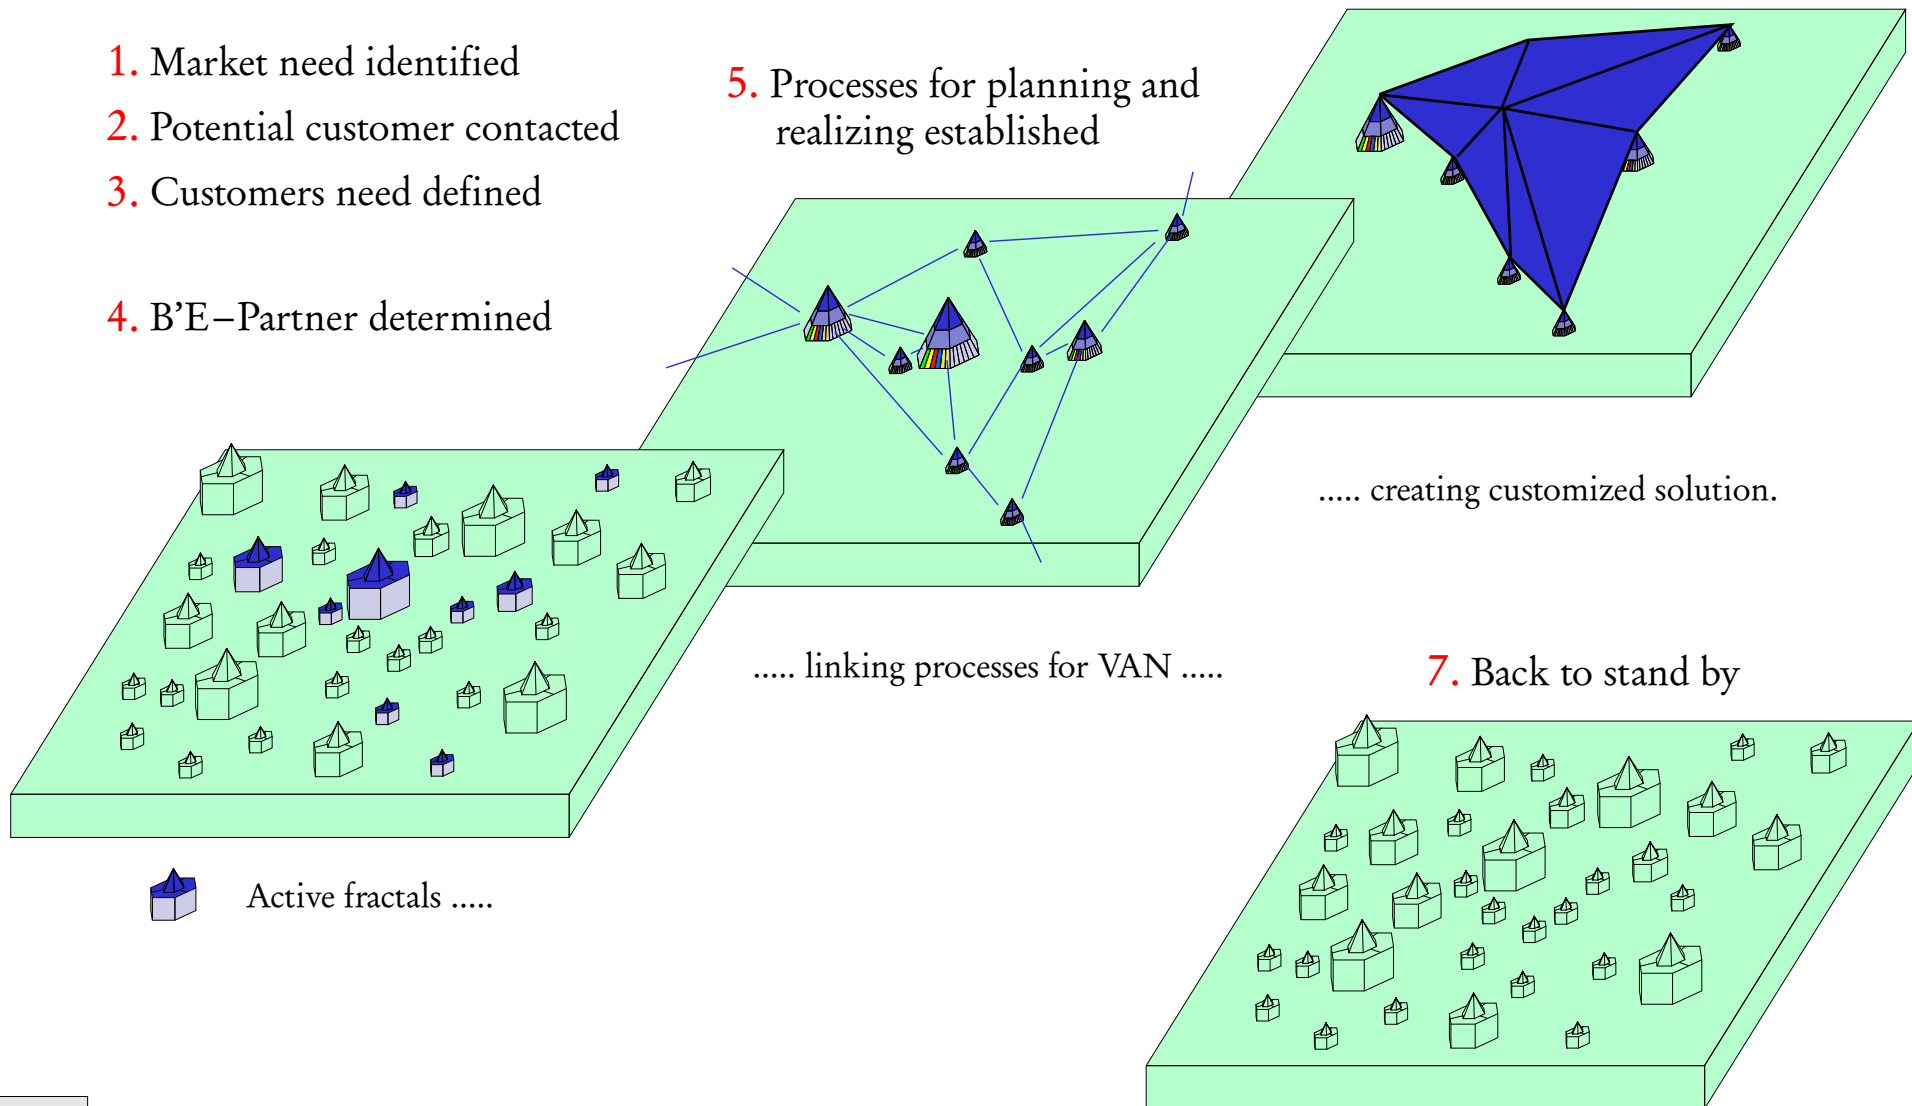 1. Market need identified
2. Potential customer contacted
3. Customers need defined
4. B’E–Partner determined
5. Processes for planning and
realizing established
..... creating customized solution.
..... linking processes for VAN .....
7. Back to stand by
Active fractals .....